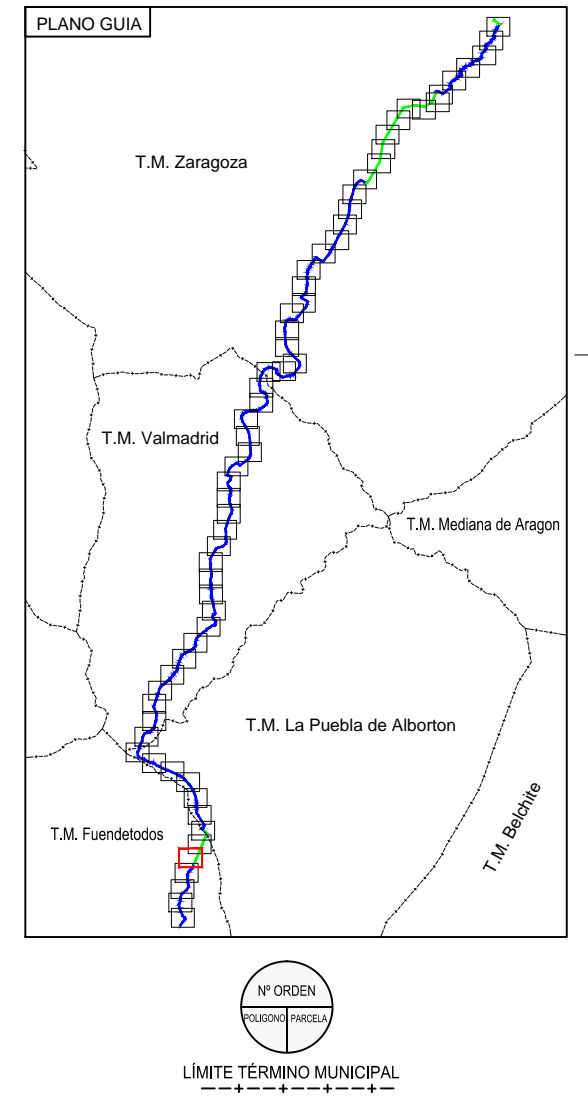 PLANO GUIA
T.M. Zaragoza
T.M. Valmadrid
T.M. Mediana de Aragon
T.M. La Puebla de Alborton
T.M. Belchite
T.M. Fuendetodos
Nº ORDEN
POLIGONO PARCELA
LÍMITE TÉRMINO MUNICIPAL